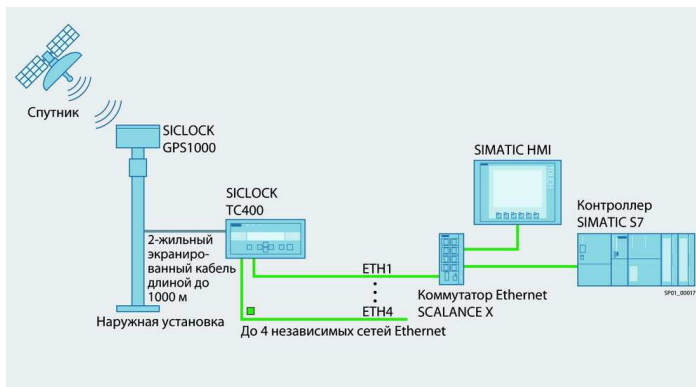 Спутник
SICLOCK
GPS1000
SICLOCK
TC400
2-жильный
экраниро-
ванный кабель
длиной до
1000 м
Наружная установка
SIMATIC HMI
Контроллер
SIMATIC S7
ETH1
ETH4
Коммутатор Ethernet
SCALANCE X
До 4 независимых сетей Ethernet
SP01_00017